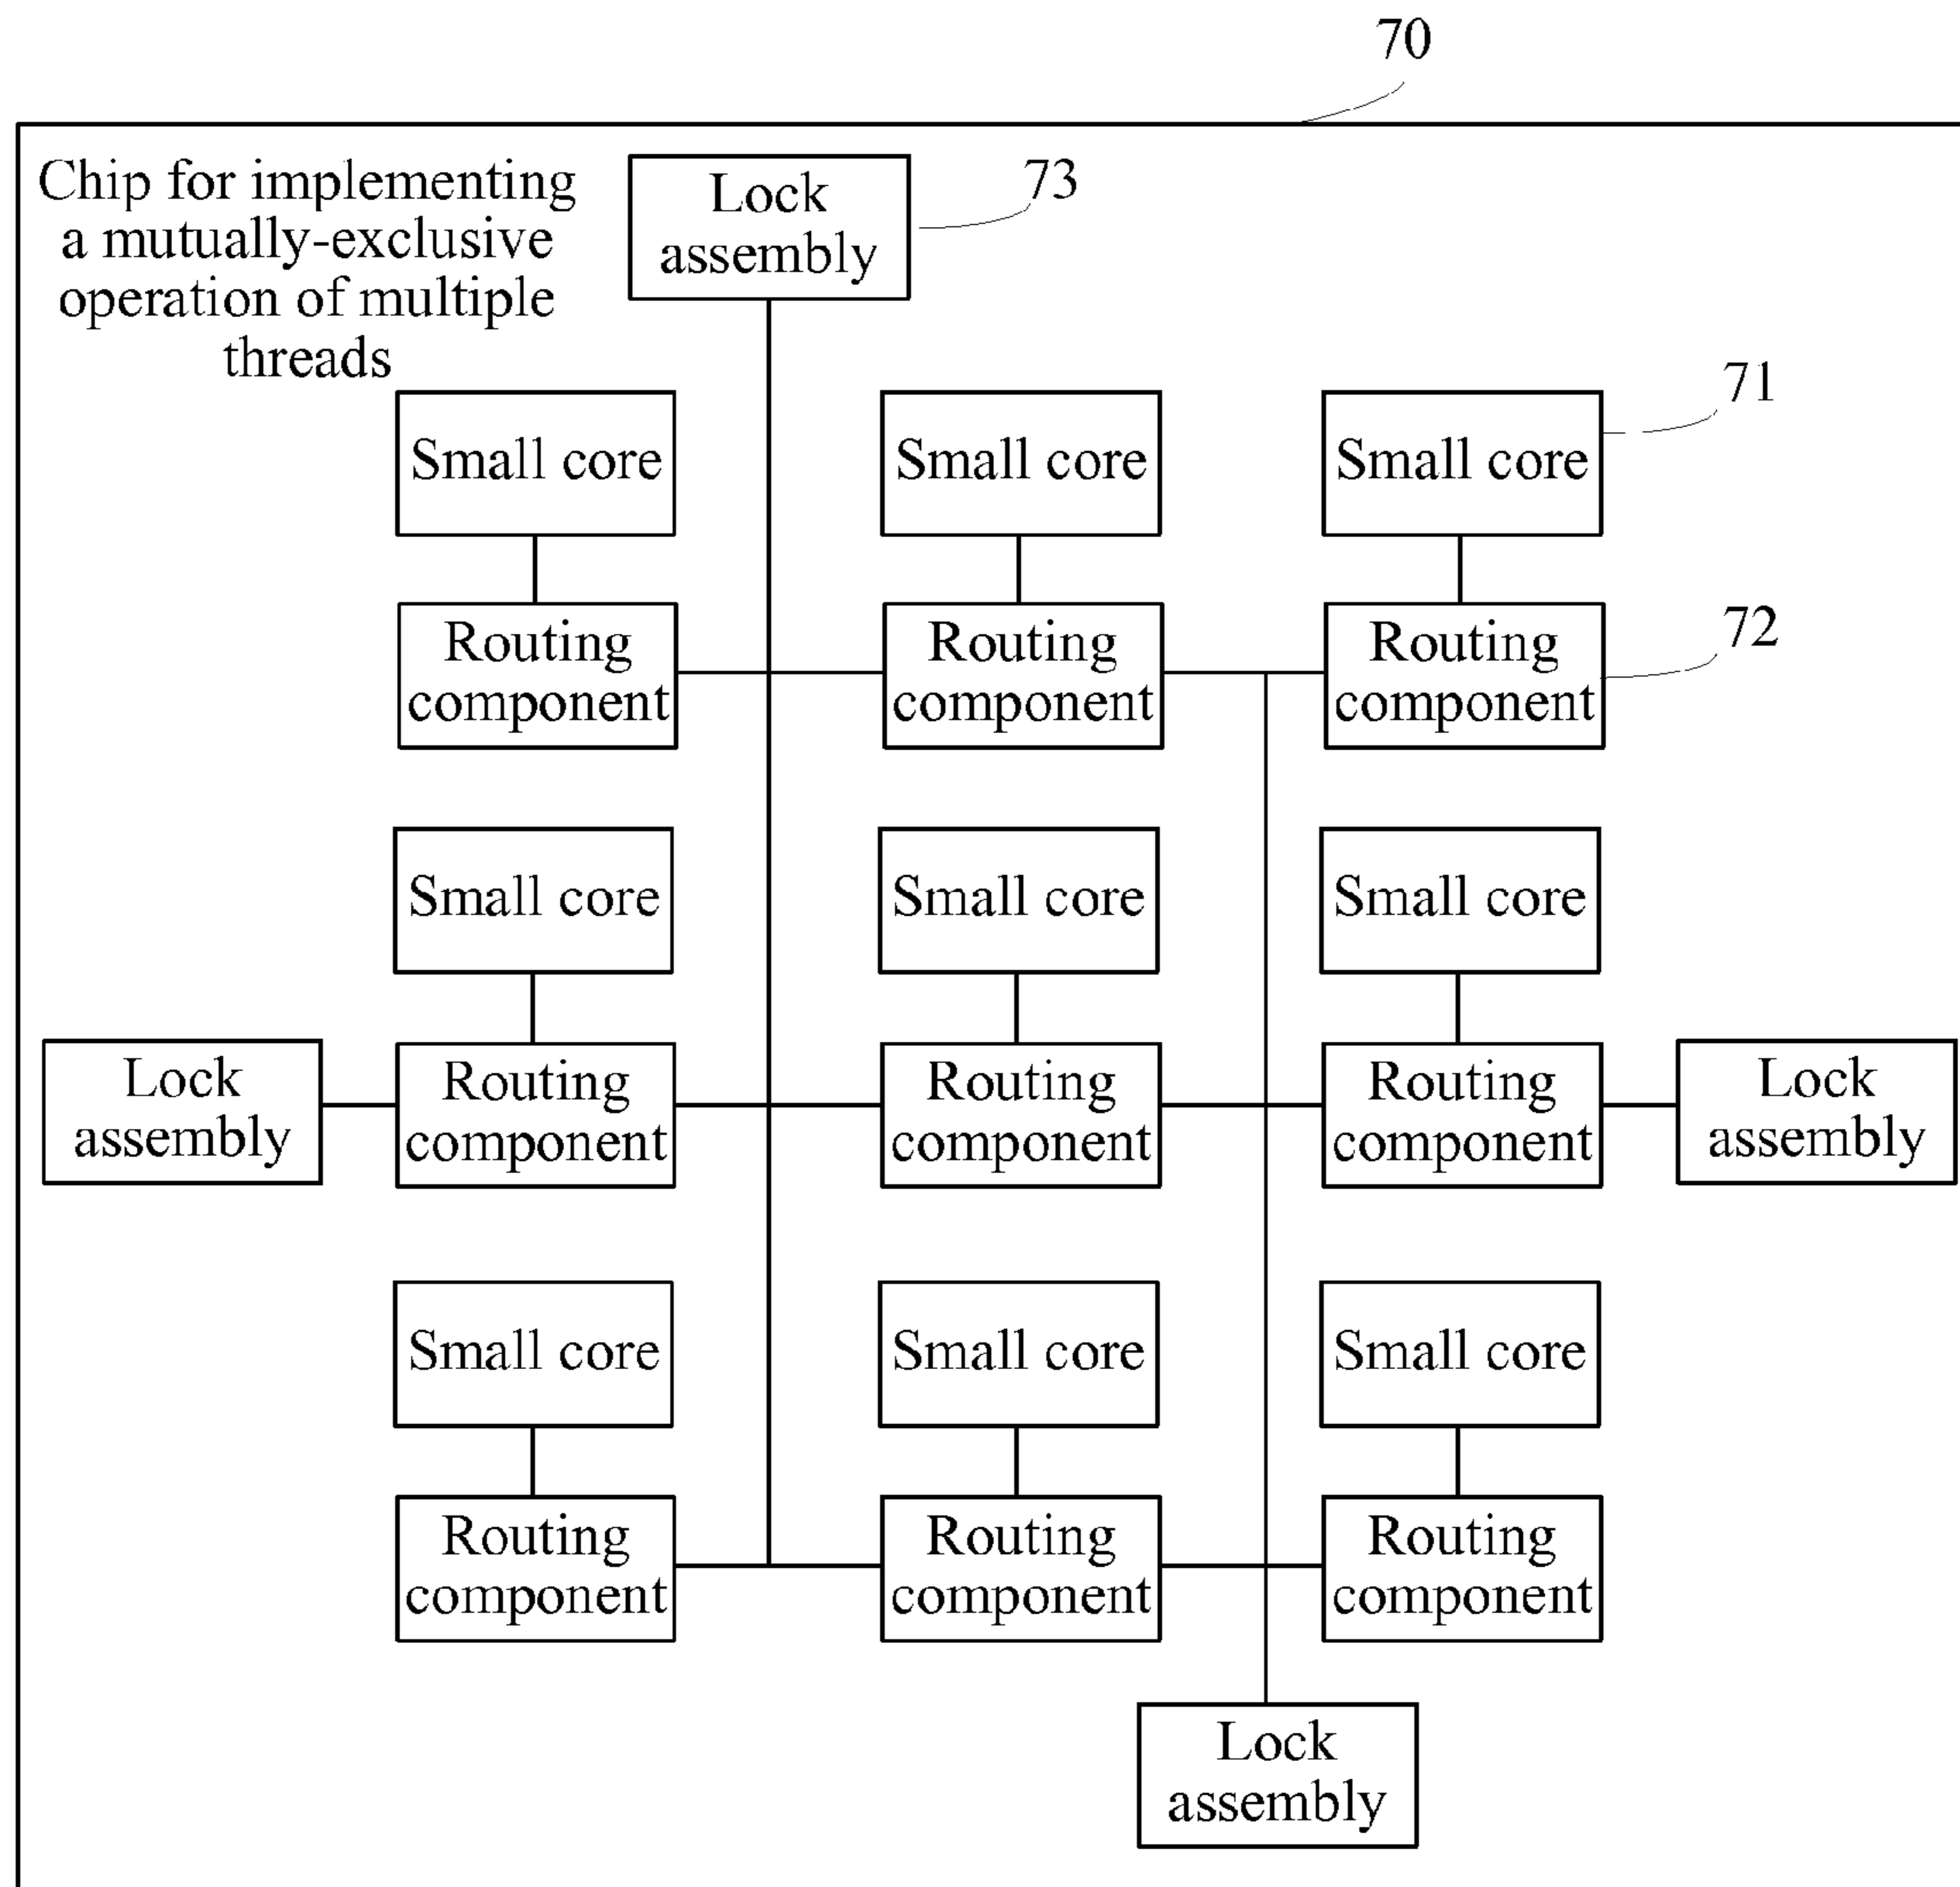 70
Chip for implementing
a mutually-exclusive
operation of multiple
threads
Lock
assembly
73
Small core
Small core
Small core
71
Routing
component
Routing
component
Routing
component
72
Small core
Small core
Small core
Lock
assembly
Routing
component
Routing
component
Routing
component
Lock
assembly
Small core
Small core
Small core
Routing
component
Routing
component
Routing
component
Lock
assembly